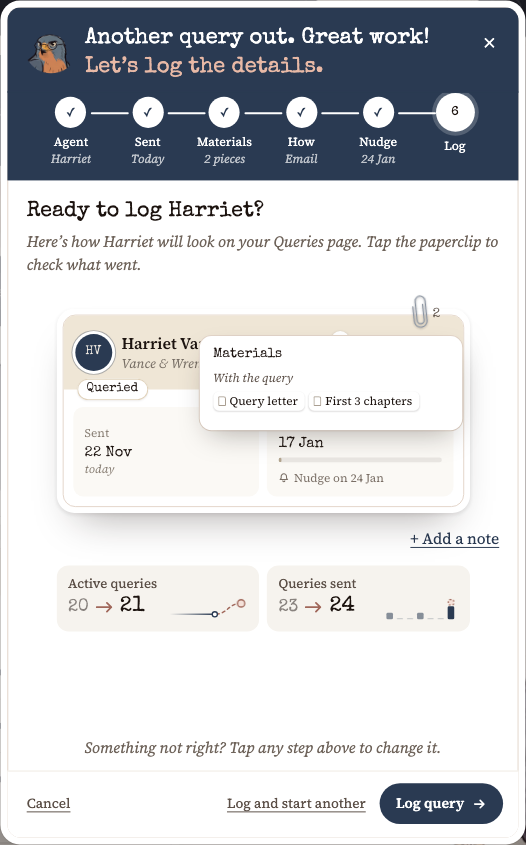 Another query out. Great work!
Let's log the details.
6
Agent
Sent
Materials
How
Nudge
Log
Harriet
Today
2 pieces
Email
24 Jan
Ready to log Harriet?
Here's how Harriet will look on your Queries page. Tap the paperclip to
check what went.
2
HV
Harriet Va
Vance & Wren
Queried
Materials
With the query
Query letter
First 3 chapters
Sent
22 Nov
today
17 Jan
Nudge on 24 Jan
+ Add a note
Active queries
20 → 21
Queries sent
23 → 24
Something not right? Tap any step above to change it.
Cancel
Log and start another
Log query →